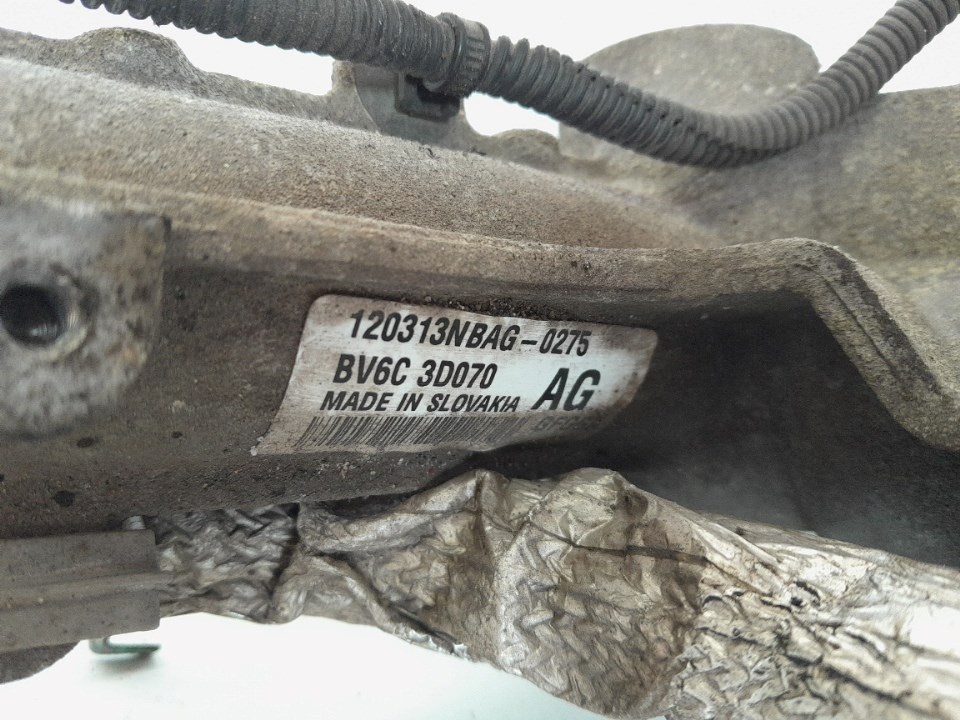 120313NBAG-0275
BV6C 3D070 AG
MADE IN SLOVAKIA